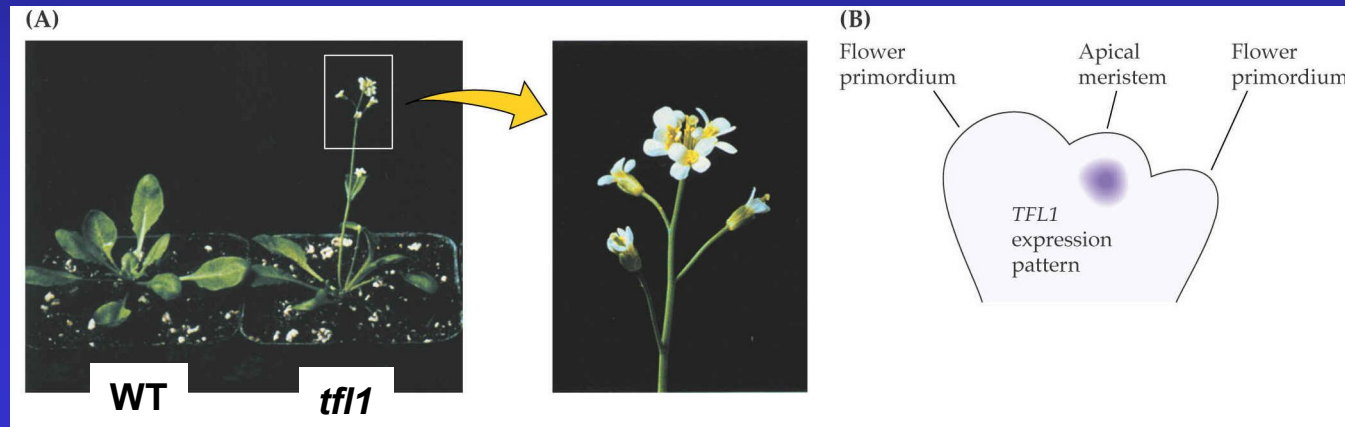 (A)
WT
tfl1
(B)
Flower
primordium
Apical
meristem
Flower
primordium
TFL1
expression
pattern